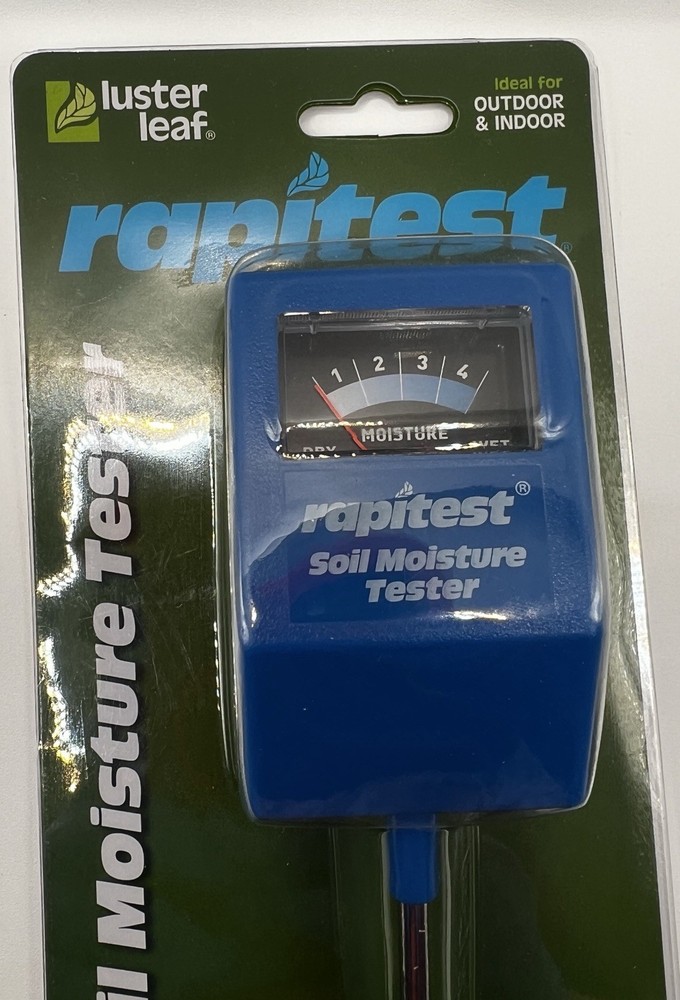 luster
leaf®
Ideal for
OUTDOOR
& INDOOR
rapitest®
1 2 3 4
MOISTURE
DRY WET
rapitest®
Soil Moisture
Tester
il Moisture Tester